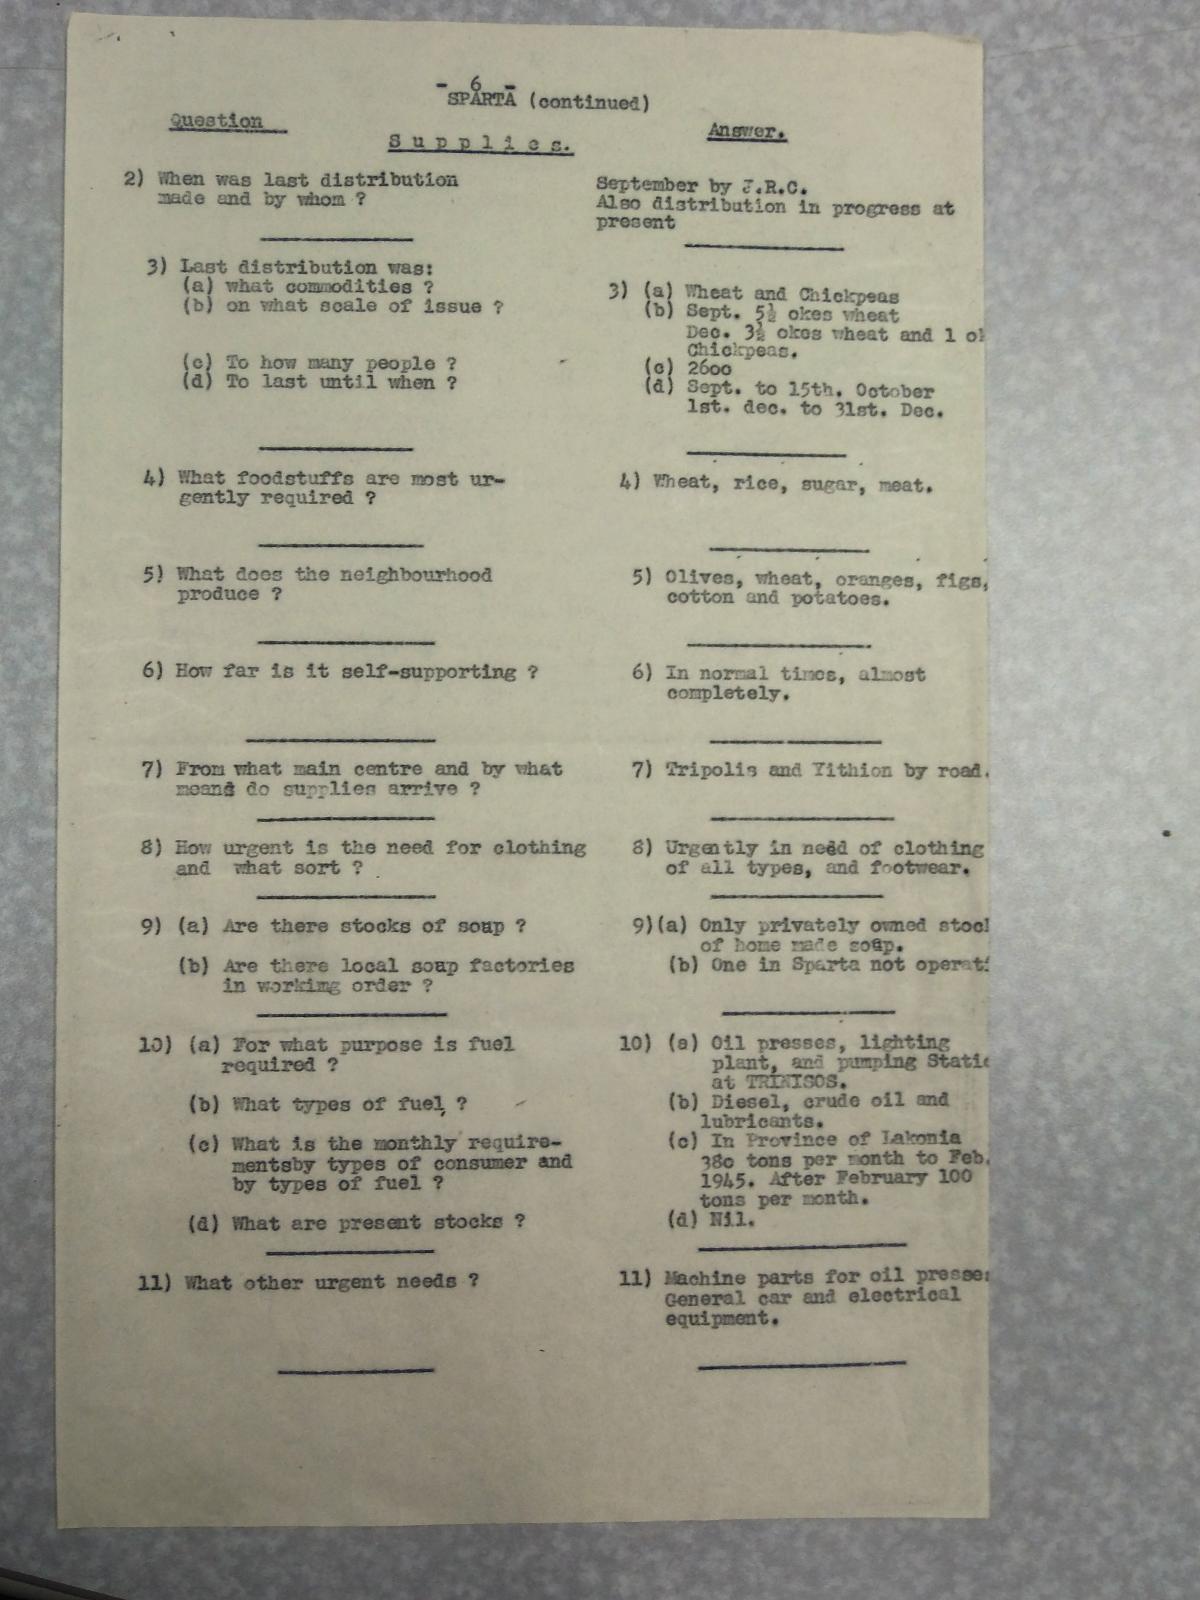 - 6 -
SPARTA (continued)
Question
Answer.
S u p p l i e s.
2) When was last distribution
made and by whom ?
September by J.R.C.
Also distribution in progress at
present
3) Last distribution was:
(a) what commodities ?
(b) on what scale of issue ?
(c) To how many people ?
(d) To last until when ?
3) (a) Wheat and Chickpeas
(b) Sept. 5½ okes wheat
Dec. 3½ okes wheat and 1
Chickpeas.
(c) 2600
(d) Sept. to 15th. October
1st. dec. to 31st. Dec.
4) What foodstuffs are most ur-
gently required ?
4) Wheat, rice, sugar, meat.
5) What does the neighbourhood
produce ?
5) Olives, wheat, oranges, figs,
cotton and potatoes.
6) How far is it self-supporting ?
6) In normal times, almost
completely.
7) From what main centre and by what
means do supplies arrive ?
7) Tripolis and Yithion by road.
8) How urgent is the need for clothing
and what sort ?
8) Urgently in need of clothing
of all types, and footwear.
9) (a) Are there stocks of soap ?
(b) Are there local soap factories
in working order ?
9)(a) Only privately owned stoc
of home made soap.
(b) One in Sparta not operati
10) (a) For what purpose is fuel
required ?
(b) What types of fuel, ?
(c) What is the monthly require-
mentsby types of consumer and
by types of fuel ?
(d) What are present stocks ?
10) (a) Oil presses, lighting
plant, and pumping Static
at TRINISOS.
(b) Diesel, crude oil and
lubricants.
(c) In Province of Lakonia
380 tons per month to Feb.
1945. After February 100
tons per month.
(d) Nil.
11) What other urgent needs ?
11) Machine parts for oil presses
General car and electrical
equipment.